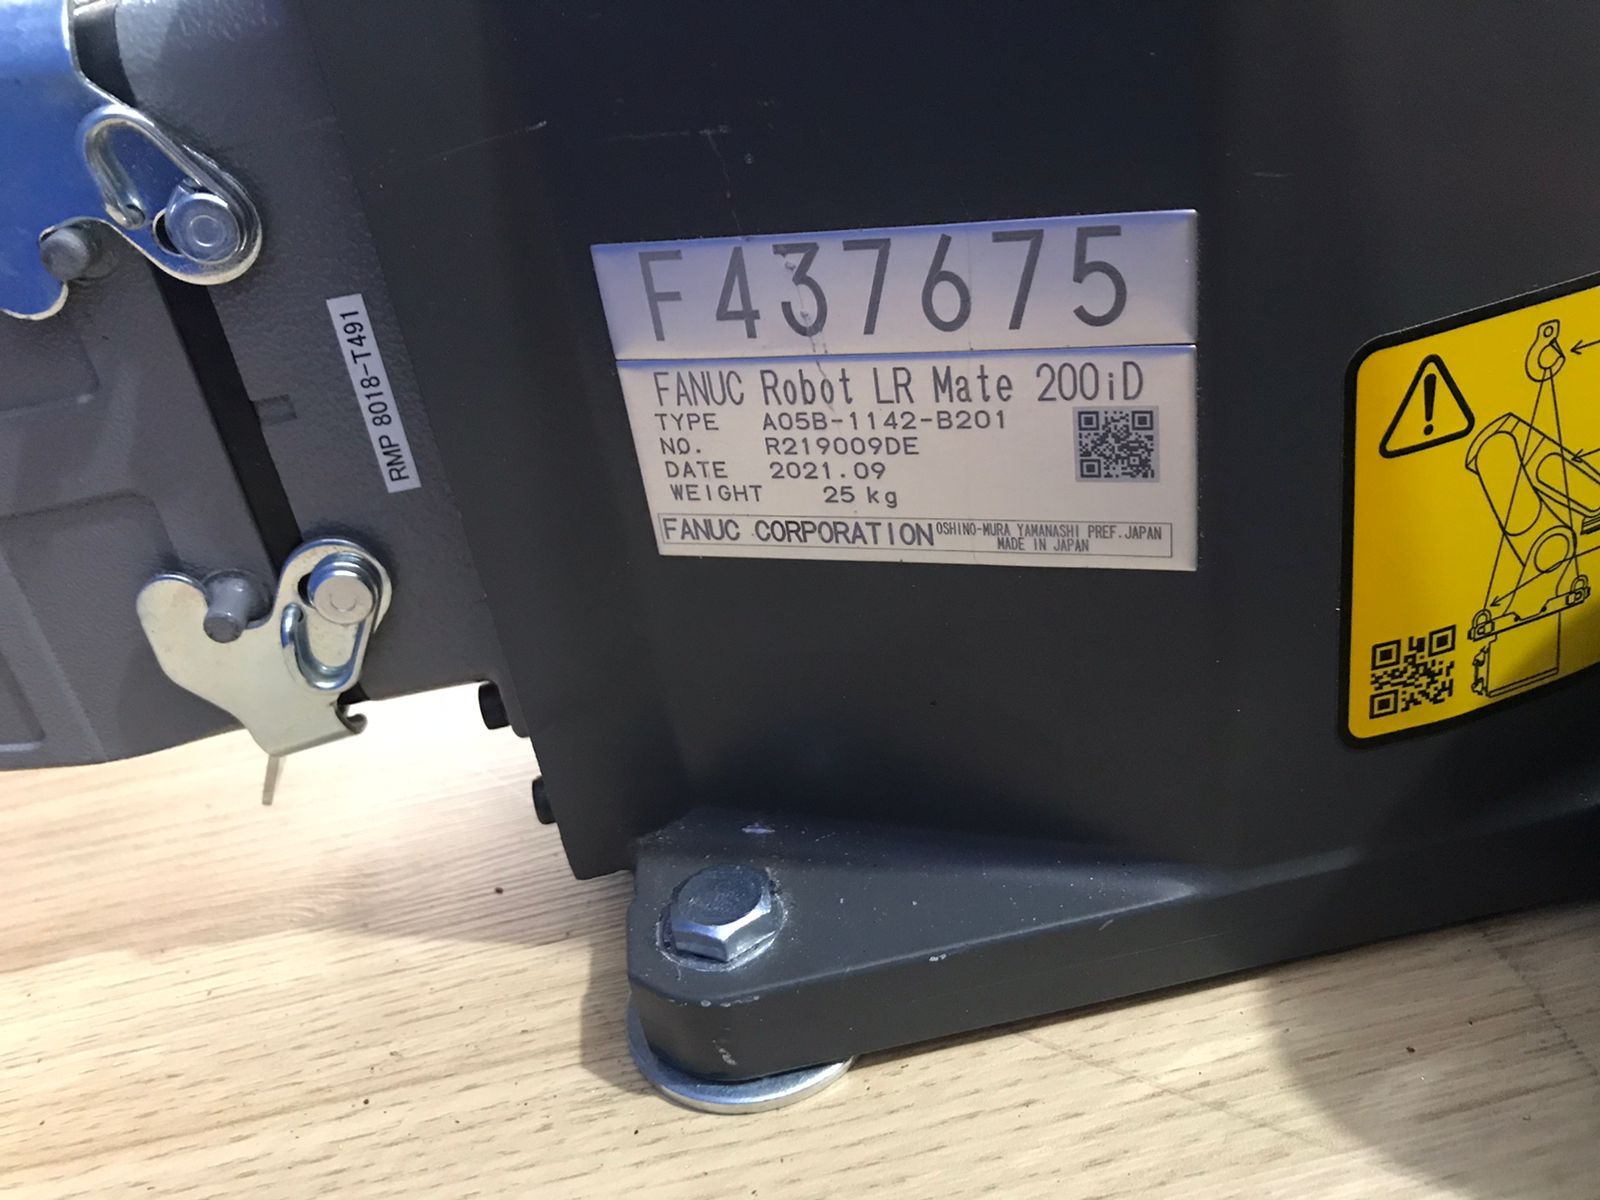 F437675
FANUC Robot LR Mate 200iD
TYPE A05B-1142-B201
NO. R219009DE
DATE 2021.09
WEIGHT 25 kg
FANUC CORPORATION OSHINO-MURA YAMANASHI PREF. JAPAN
MADE IN JAPAN
RMP 8018-T491